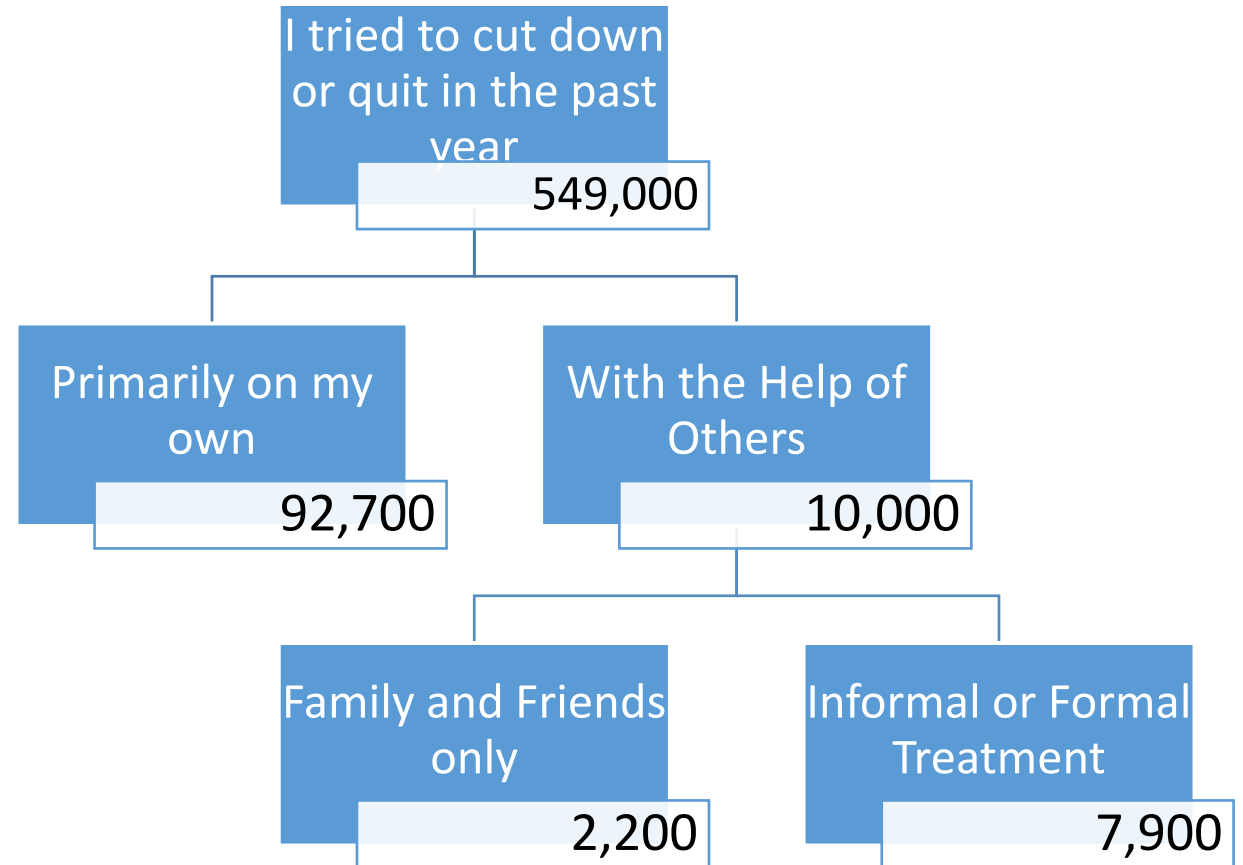 I tried to cut down
or quit in the past
year
549,000
Primarily on my
own
92,700
With the Help of
Others
10,000
Family and Friends
only
2,200
Informal or Formal
Treatment
7,900